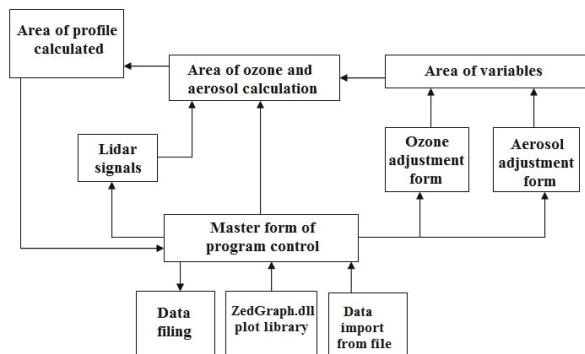 Area of profile
calculated
Area of ozone and
aerosol calculation
Area of variables
Lidar
signals
Ozone
adjustment
form
Aerosol
adjustment
form
Master form of
program control
Data
filing
ZedGraph.dll
plot library
Data
import
from file